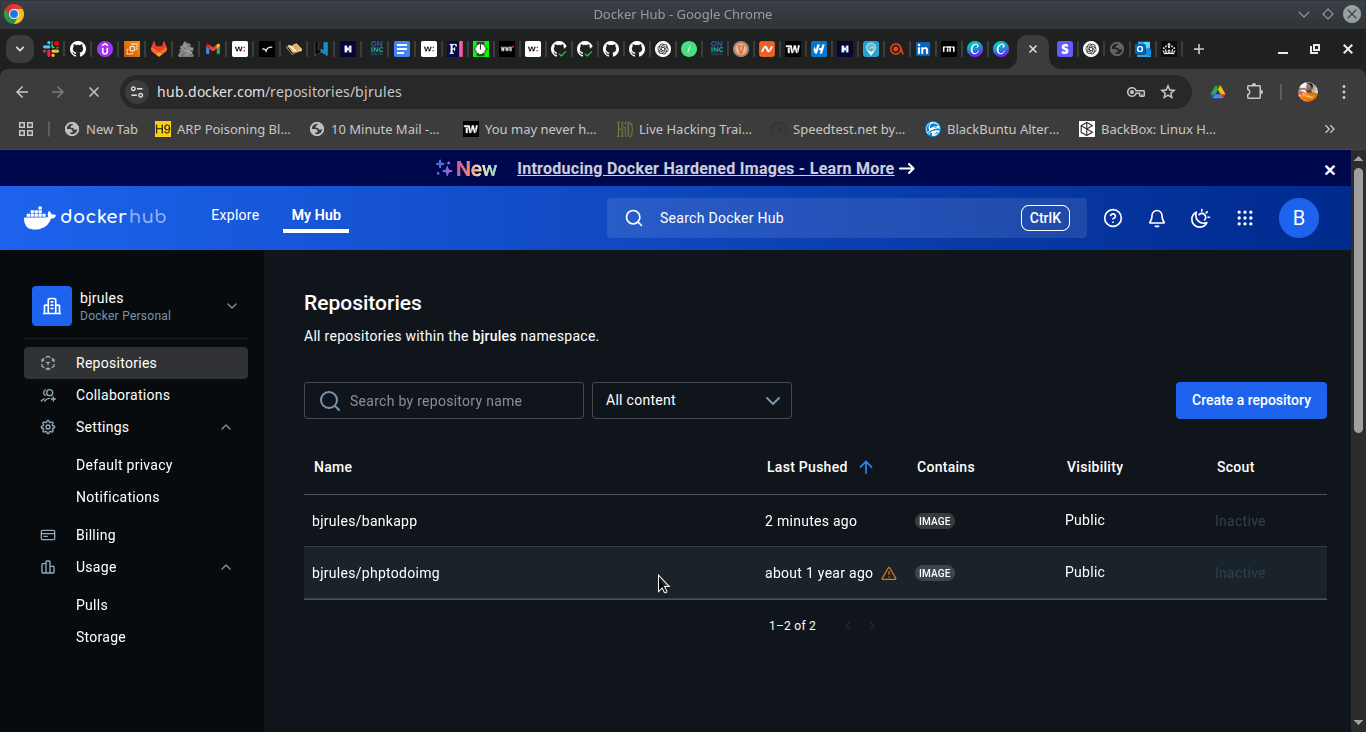 Docker Hub - Google Chrome
hub.docker.com/repositories/bjrules
New Tab
H9 ARP Poisoning Bl...
10 Minute Mail -...
TW You may never h...
Live Hacking Trai...
Speedtest.net by...
BlackBuntu Alter...
BackBox: Linux H...
New Introducing Docker Hardened Images - Learn More
dockerhub
Explore
My Hub
Search Docker Hub
CtrlK
B
bjrules
Docker Personal
Repositories
Collaborations
Settings
Default privacy
Notifications
Billing
Usage
Pulls
Storage
Repositories
All repositories within the bjrules namespace.
Search by repository name
All content
Create a repository
Name Last Pushed Contains Visibility Scout
bjrules/bankapp 2 minutes ago IMAGE Public Inactive
bjrules/phptodoimg about 1 year ago IMAGE Public Inactive
1–2 of 2